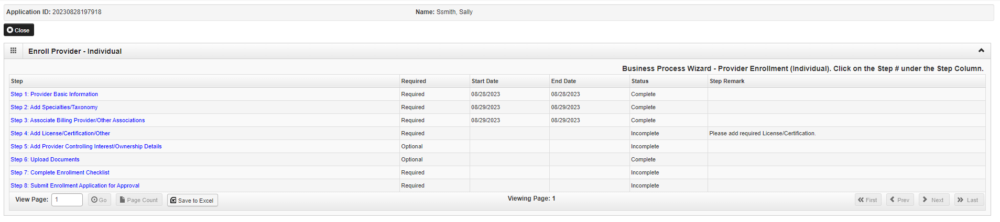 Application ID: 20230828197918 Name: Ssmith, Sally
Close
Enroll Provider - Individual
Business Process Wizard - Provider Enrollment (Individual). Click on the Step # under the Step Column.
Step Required Start Date End Date Status Step Remark
Step 1: Provider Basic Information Required 08/28/2023 08/28/2023 Complete
Step 2: Add Specialties/Taxonomy Required 08/29/2023 08/29/2023 Complete
Step 3: Associate Billing Provider/Other Associations Required 08/29/2023 08/29/2023 Complete
Step 4: Add License/Certification/Other Required Incomplete Please add required License/Certification.
Step 5: Add Provider Controlling Interest/Ownership Details Optional Incomplete
Step 6: Upload Documents Optional Complete
Step 7: Complete Enrollment Checklist Required Incomplete
Step 8: Submit Enrollment Application for Approval Required Incomplete
View Page: 1 Go Page Count Save to Excel Viewing Page: 1 First Prev Next Last